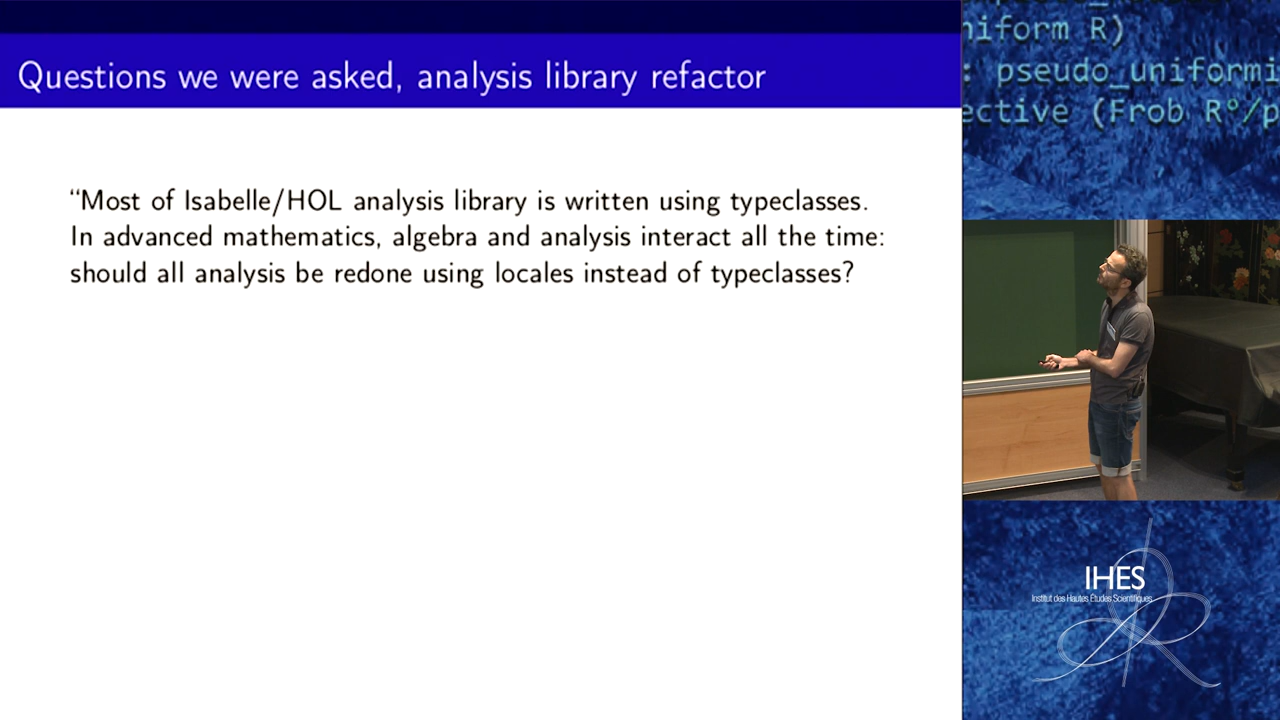 Questions we were asked, analysis library refactor
“Most of Isabelle/HOL analysis library is written using typeclasses.
In advanced mathematics, algebra and analysis interact all the time:
should all analysis be redone using locales instead of typeclasses?
niform R)
: pseudo_uniformi
ective (Frob R°/p
IHES
Institut des Hautes Études Scientifiques